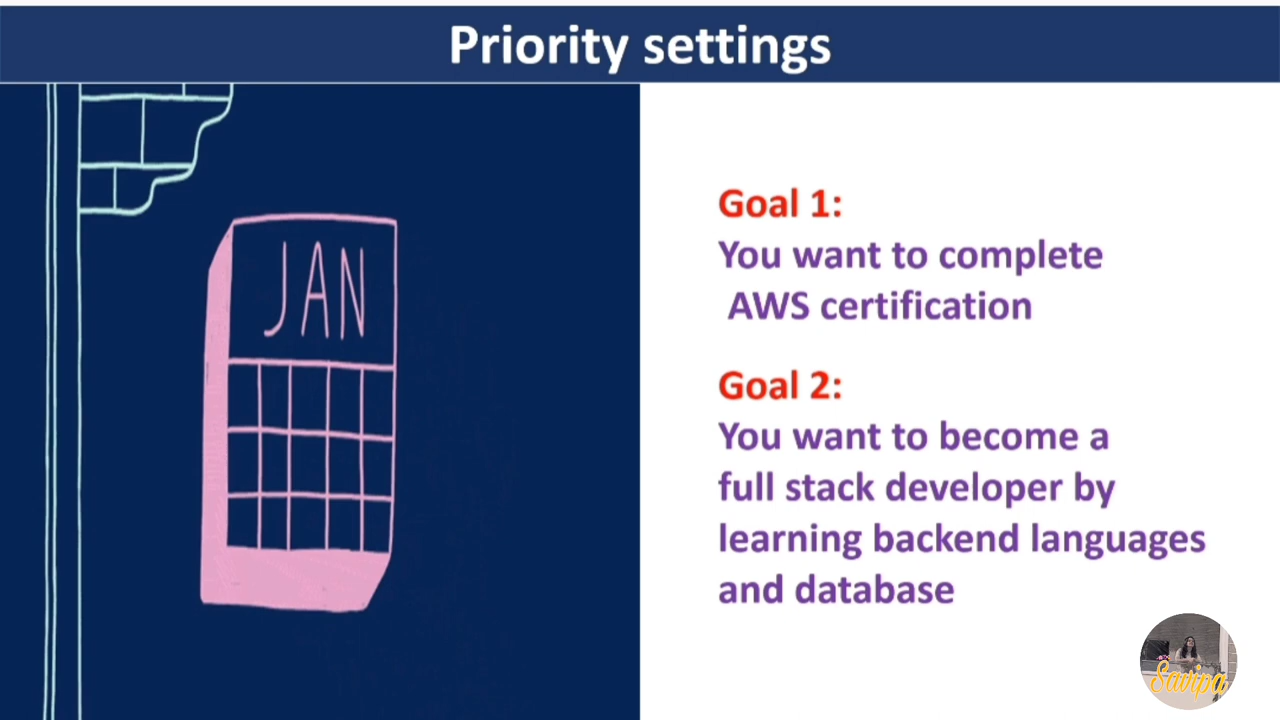 Priority settings
JAN
Goal 1:
You want to complete
AWS certification
Goal 2:
You want to become a
full stack developer by
learning backend languages
and database
Savipa